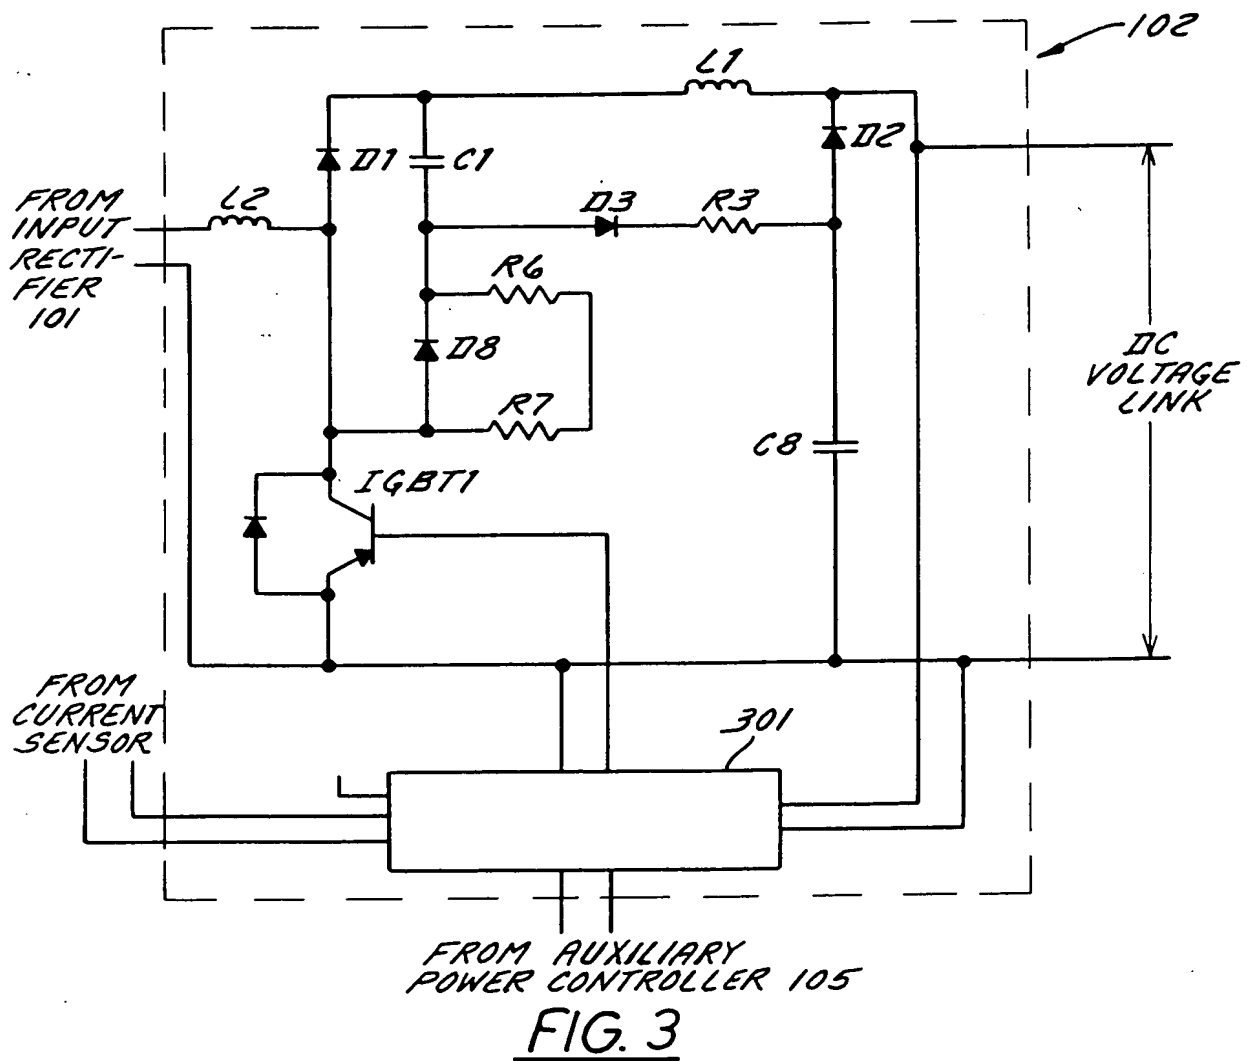 102
L1
D1
C1
D2
L2
D3
R3
FROM
INPUT
RECTI-
FIER
101
R6
D8
DC
VOLTAGE
LINK
R7
C8
IGBT1
FROM
CURRENT
SENSOR
301
FROM AUXILIARY
POWER CONTROLLER 105
FIG. 3